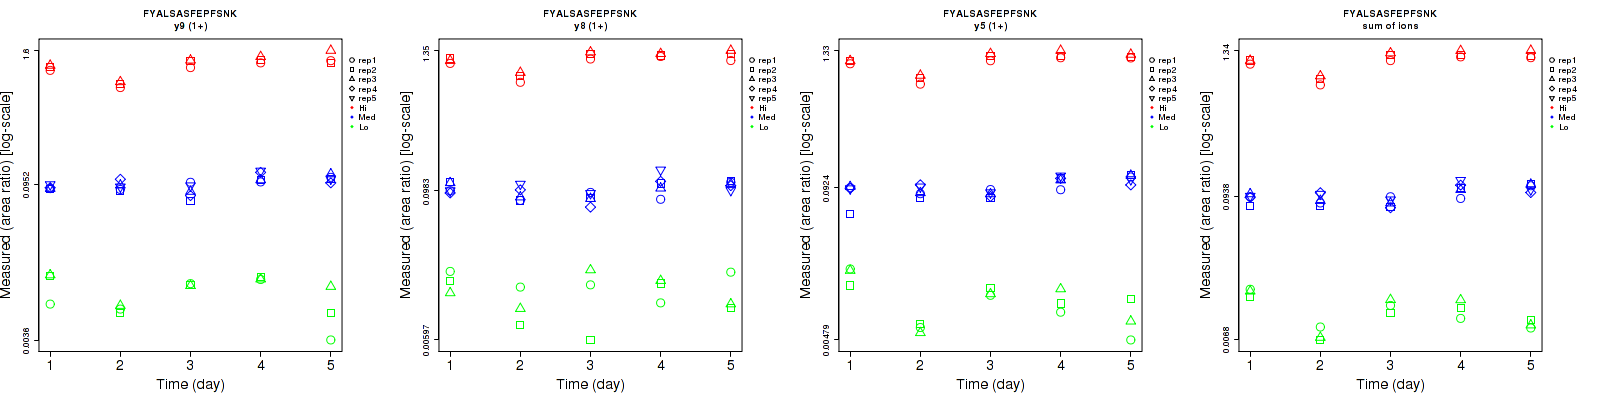 FYALSASFEPFSNK
y9 (1+)
Measured (area ratio) [log-scale]
1.6
0.0952
0.0036
1 2 3 4 5
Time (day)
rep1
rep2
rep3
rep4
rep5
Hi
Med
Lo
FYALSASFEPFSNK
y8 (1+)
Measured (area ratio) [log-scale]
1.35
0.0983
0.00597
1 2 3 4 5
Time (day)
rep1
rep2
rep3
rep4
rep5
Hi
Med
Lo
FYALSASFEPFSNK
y5 (1+)
Measured (area ratio) [log-scale]
1.33
0.0924
0.00479
1 2 3 4 5
Time (day)
rep1
rep2
rep3
rep4
rep5
Hi
Med
Lo
FYALSASFEPFSNK
sum of ions
Measured (area ratio) [log-scale]
1.34
0.0938
0.0068
1 2 3 4 5
Time (day)
rep1
rep2
rep3
rep4
rep5
Hi
Med
Lo